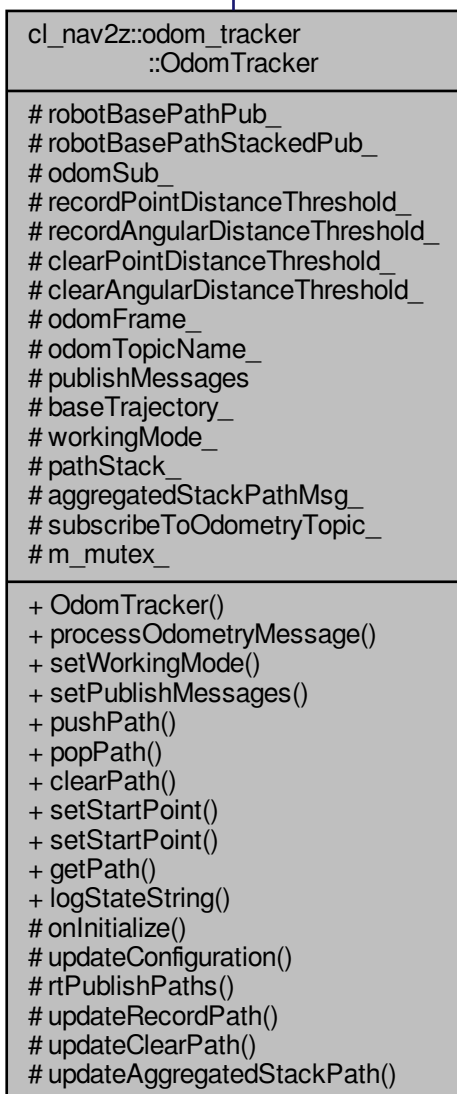 cl_nav2z::odom_tracker
::OdomTracker
# robotBasePathPub_
# robotBasePathStackedPub_
# odomSub_
# recordPointDistanceThreshold_
# recordAngularDistanceThreshold_
# clearPointDistanceThreshold_
# clearAngularDistanceThreshold_
# odomFrame_
# odomTopicName_
# publishMessages
# baseTrajectory_
# workingMode_
# pathStack_
# aggregatedStackPathMsg_
# subscribeToOdometryTopic_
# m_mutex_
+ OdomTracker()
+ processOdometryMessage()
+ setWorkingMode()
+ setPublishMessages()
+ pushPath()
+ popPath()
+ clearPath()
+ setStartPoint()
+ setStartPoint()
+ getPath()
+ logStateString()
# onInitialize()
# updateConfiguration()
# rtPublishPaths()
# updateRecordPath()
# updateClearPath()
# updateAggregatedStackPath()